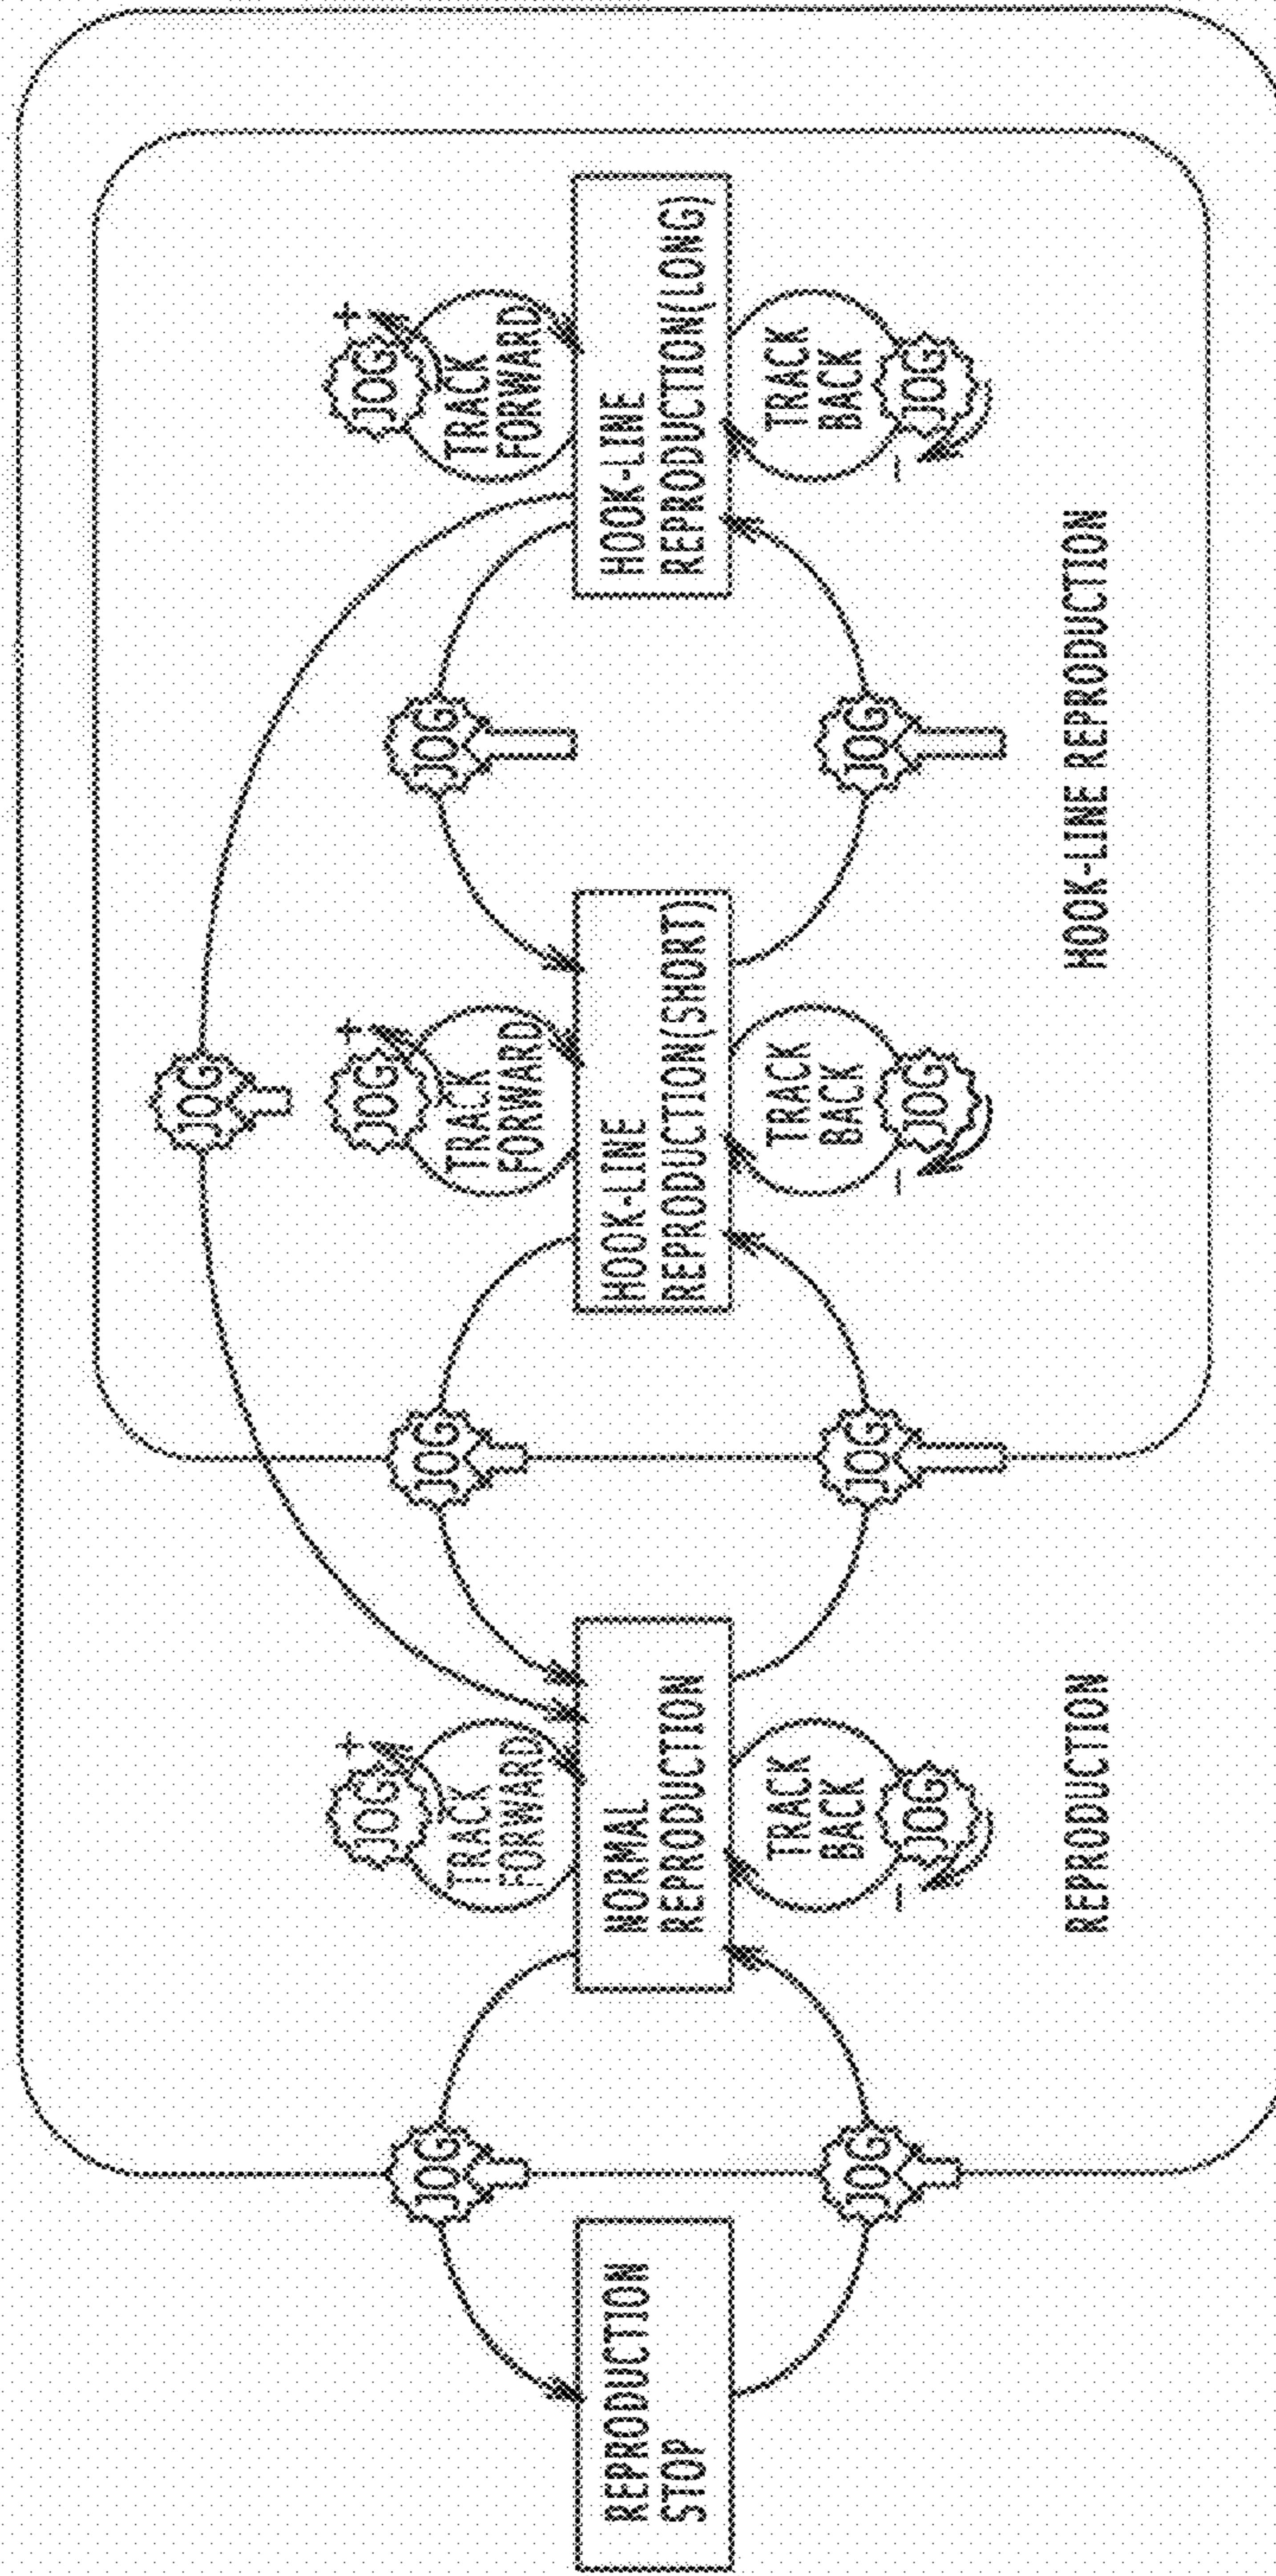 JOG
JOG
REPRODUCTION
STOP
JOG +
TRACK
FORWARD
NORMAL
REPRODUCTION
TRACK
BACK
JOG
-
REPRODUCTION
JOG
JOG
JOG
JOG +
TRACK
FORWARD
HOOK-LINE
REPRODUCTION(SHORT)
TRACK
BACK
JOG
-
JOG
JOG
HOOK-LINE REPRODUCTION
JOG +
TRACK
FORWARD
HOOK-LINE
REPRODUCTION(LONG)
TRACK
BACK
JOG
-